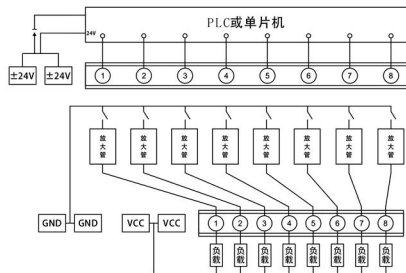 PLC或单片机
24V
±24V ±24V
1 2 3 4 5 6 7 8
放大管 放大管 放大管 放大管 放大管 放大管 放大管 放大管
GND GND VCC VCC
1 2 3 4 5 6 7 8
负载 负载 负载 负载 负载 负载 负载 负载